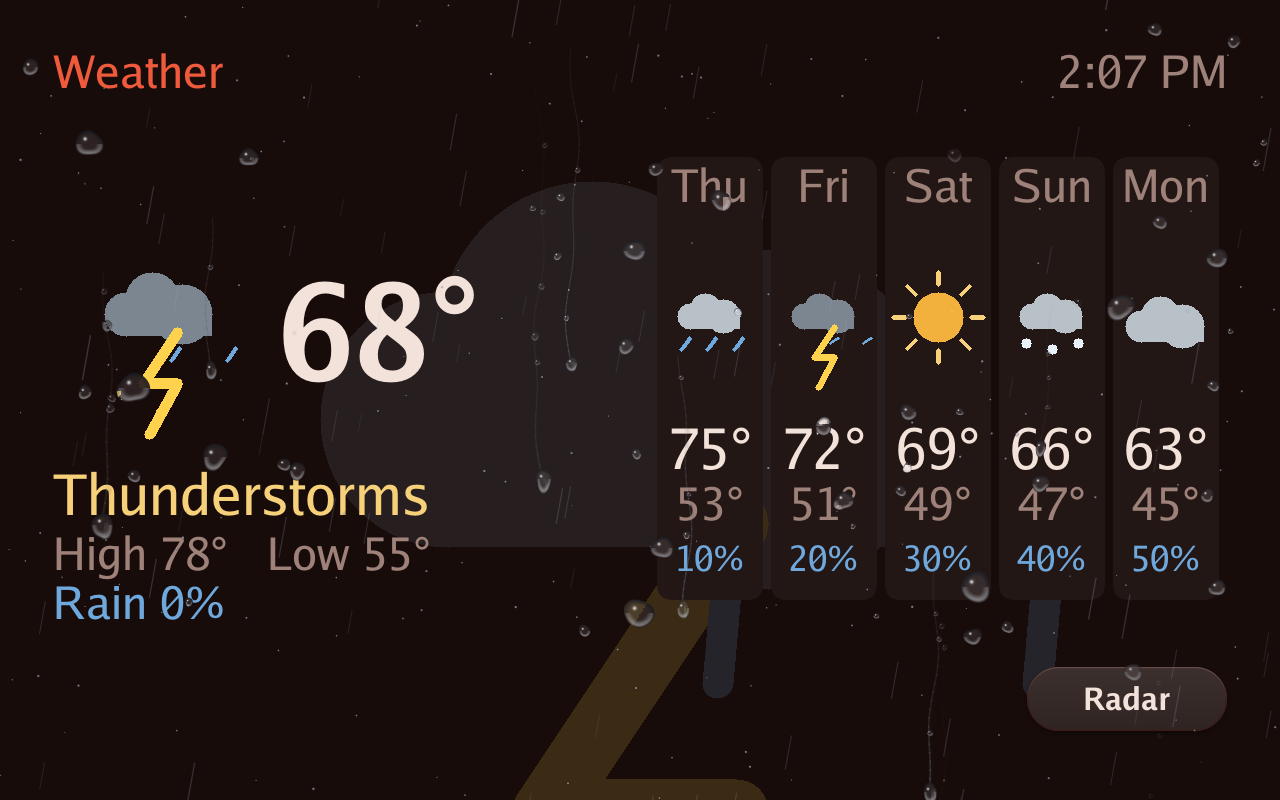 Weather
2:07 PM
68°
Thunderstorms
High 78° Low 55°
Rain 0%
Thu Fri Sat Sun Mon
75° 72° 69° 66° 63°
53° 51° 49° 47° 45°
10% 20% 30% 40% 50%
Radar